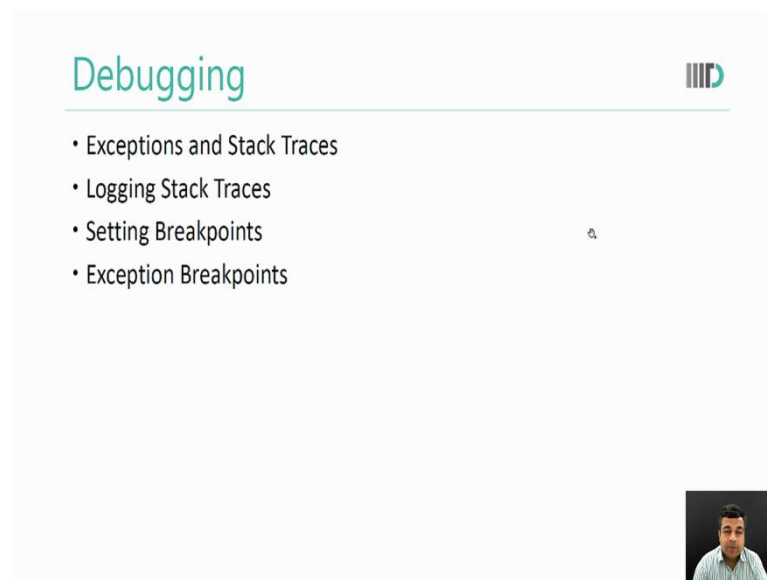 Debugging
• Exceptions and Stack Traces
• Logging Stack Traces
• Setting Breakpoints
• Exception Breakpoints